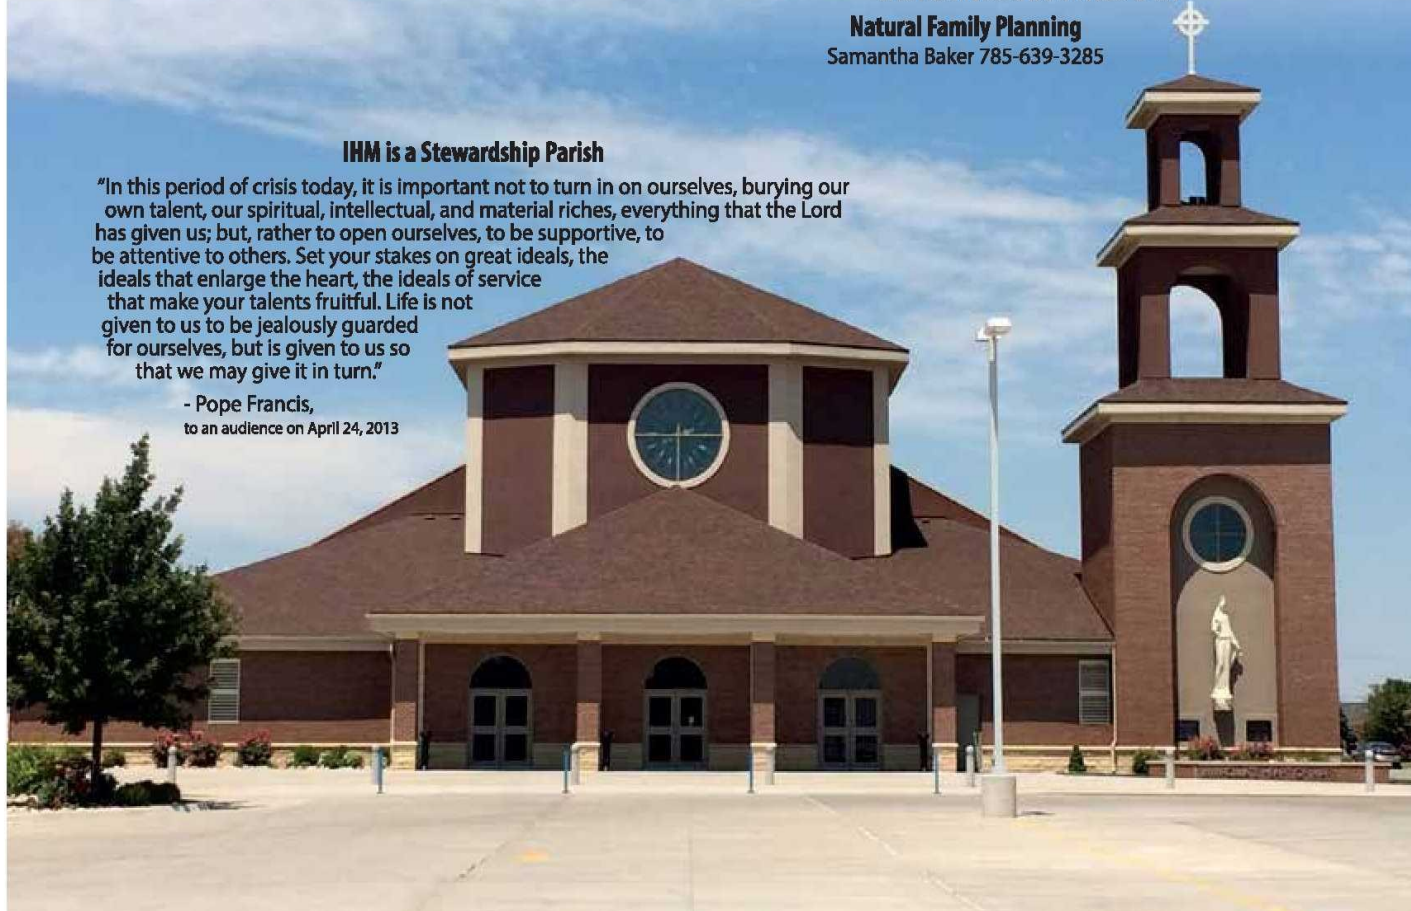 Natural Family Planning
Samantha Baker 785-639-3285
IHM is a Stewardship Parish
“In this period of crisis today, it is important not to turn in on ourselves, burying our
own talent, our spiritual, intellectual, and material riches, everything that the Lord
has given us; but, rather to open ourselves, to be supportive, to
be attentive to others. Set your stakes on great ideals, the
ideals that enlarge the heart, the ideals of service
that make your talents fruitful. Life is not
given to us to be jealously guarded
for ourselves, but is given to us so
that we may give it in turn.”
- Pope Francis,
to an audience on April 24, 2013